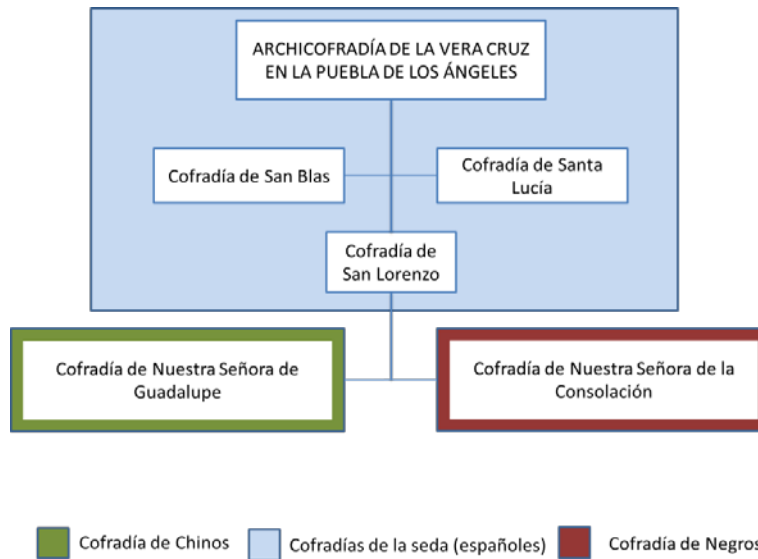 ARCHICOFRADÍA DE LA VERA CRUZ
EN LA PUEBLA DE LOS ÁNGELES
Cofradía de San Blas
Cofradía de Santa
Lucía
Cofradía de
San Lorenzo
Cofradía de Nuestra Señora de
Guadalupe
Cofradía de Nuestra Señora de la
Consolación
Cofradía de Chinos
Cofradías de la seda (españoles)
Cofradía de Negros